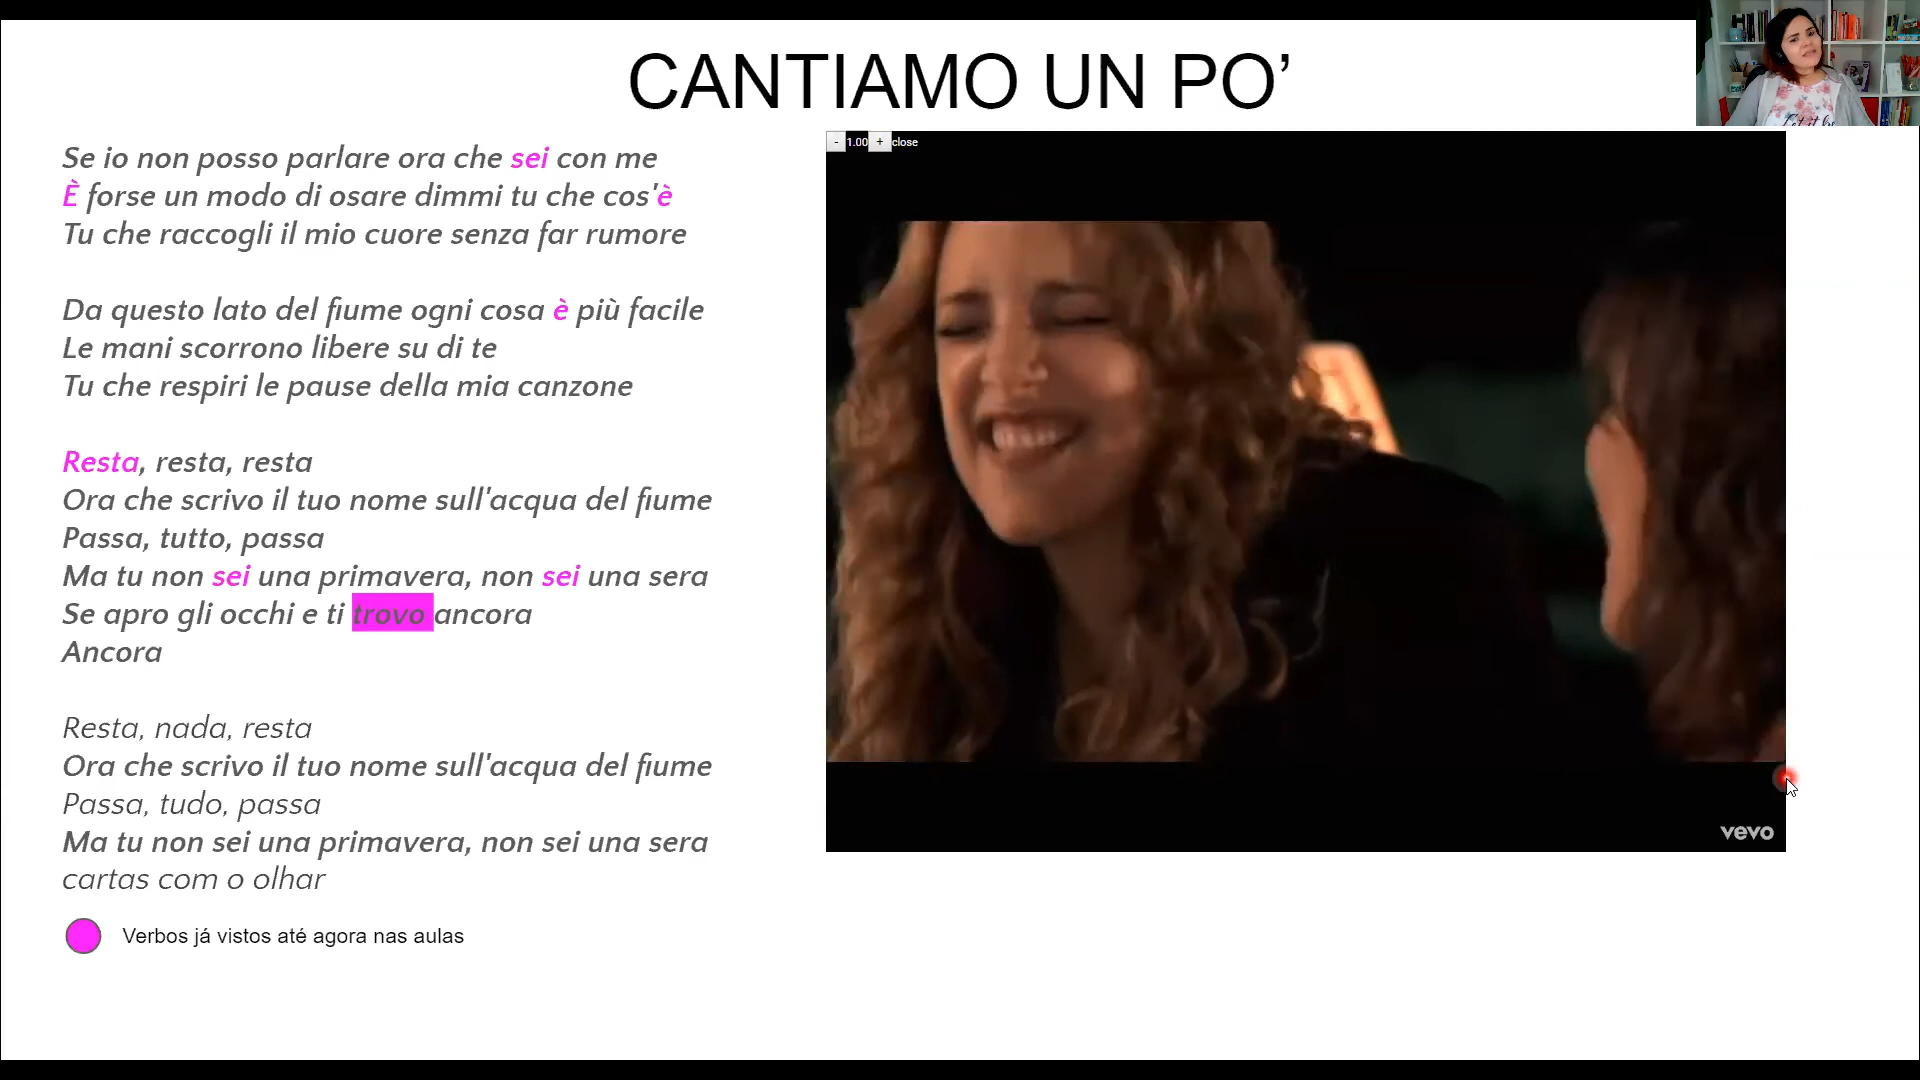 CANTIAMO UN PO’
Se io non posso parlare ora che sei con me
È forse un modo di osare dimmi tu che cos'è
Tu che raccogli il mio cuore senza far rumore
Da questo lato del fiume ogni cosa è più facile
Le mani scorrono libere su di te
Tu che respiri le pause della mia canzone
Resta, resta, resta
Ora che scrivo il tuo nome sull'acqua del fiume
Passa, tutto, passa
Ma tu non sei una primavera, non sei una sera
Se apro gli occhi e ti trovo ancora
Ancora
Resta, nada, resta
Ora che scrivo il tuo nome sull'acqua del fiume
Passa, tudo, passa
Ma tu non sei una primavera, non sei una sera
cartas com o olhar
Verbos já vistos até agora nas aulas
- 1.00 + close
vevo